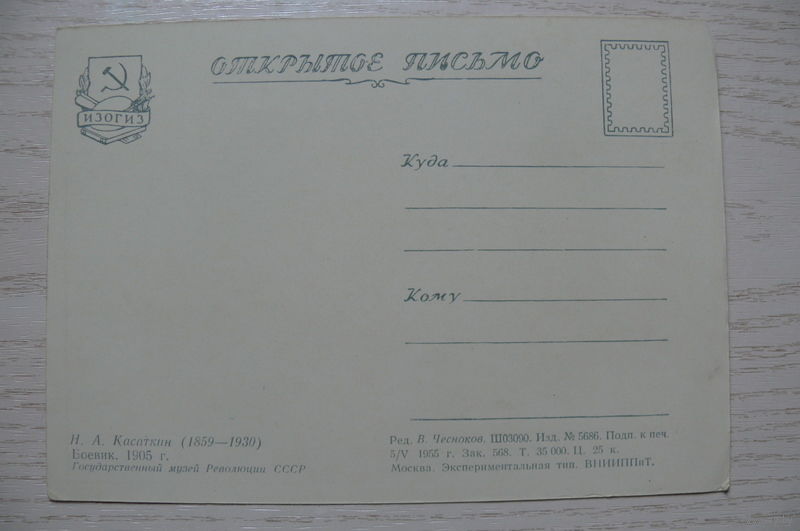 ОТКРЫТОЕ ПИСЬМО
ИЗОГИЗ
Куда
Кому
Н. А. Касаткин (1859—1930)
Боевик. 1905 г.
Государственный музей Революции СССР
Ред. В. Чесноков. Ш03090. Изд. № 5686. Подп. к печ.
5/V 1955 г. Зак. 568. Т. 35 000. Ц. 25 к.
Москва. Экспериментальная тип. ВНИИППиТ.